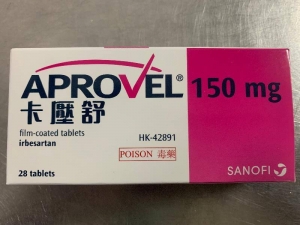 APROVEL® 150 mg
卡壓舒
film-coated tablets
irbesartan
HK-42891
POISON 毒藥
28 tablets
SANOFI